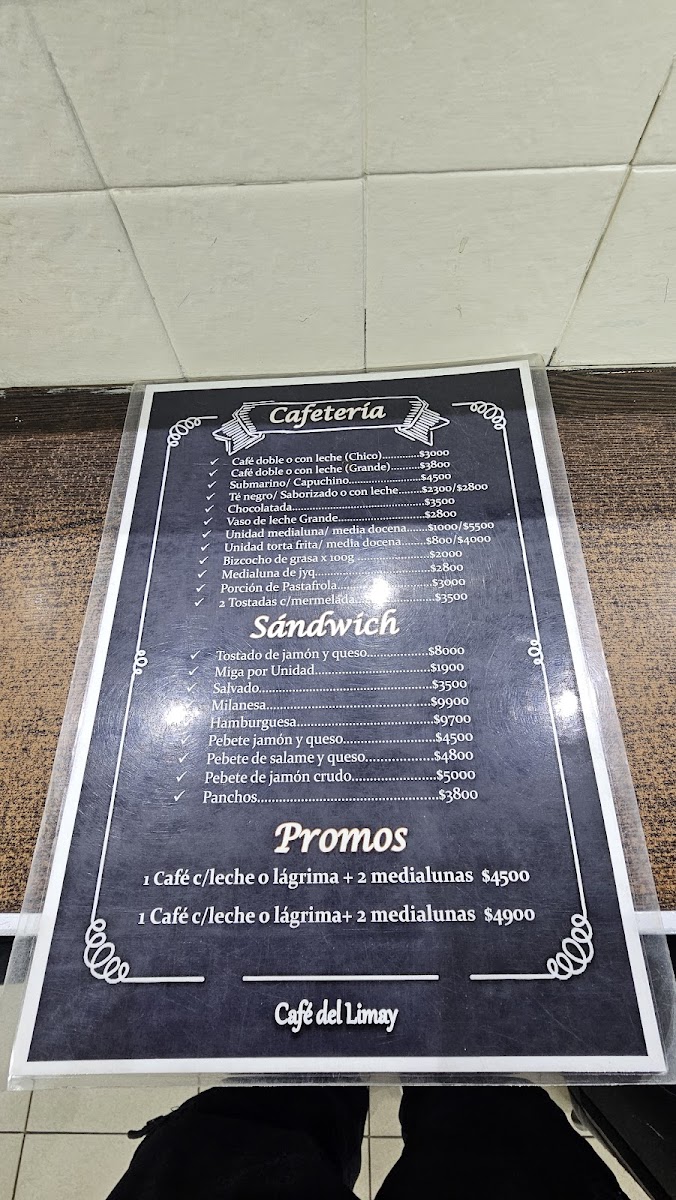 Cafetería
✓ Café doble o con leche (Chico).............$3000
✓ Café doble o con leche (Grande)..........$3800
✓ Submarino/ Capuchino.........................$4500
✓ Té negro/ Saborizado o con leche........$2300/$2800
✓ Chocolatada..............................................$3500
✓ Vaso de leche Grande..............................$2800
✓ Unidad medialuna/ media docena.......$1000/$5500
✓ Unidad torta frita/ media docena........$800/$4000
✓ Bizcocho de grasa x 100g .........................$2000
✓ Medialuna de jyq.......................................$2800
✓ Porción de Pastafrola................................$3000
✓ 2 Tostadas c/mermelada...........................$3500
Sándwich
✓ Tostado de jamón y queso..................$8000
✓ Miga por Unidad..................................$1900
✓ Salvado...................................................$3500
✓ Milanesa.................................................$9900
✓ Hamburguesa........................................$9700
✓ Pebete jamón y queso..........................$4500
✓ Pebete de salame y queso...................$4800
✓ Pebete de jamón crudo.......................$5000
✓ Panchos.................................................$3800
Promos
1 Café c/leche o lágrima + 2 medialunas $4500
1 Café c/leche o lágrima+ 2 medialunas $4900
Café del Limay